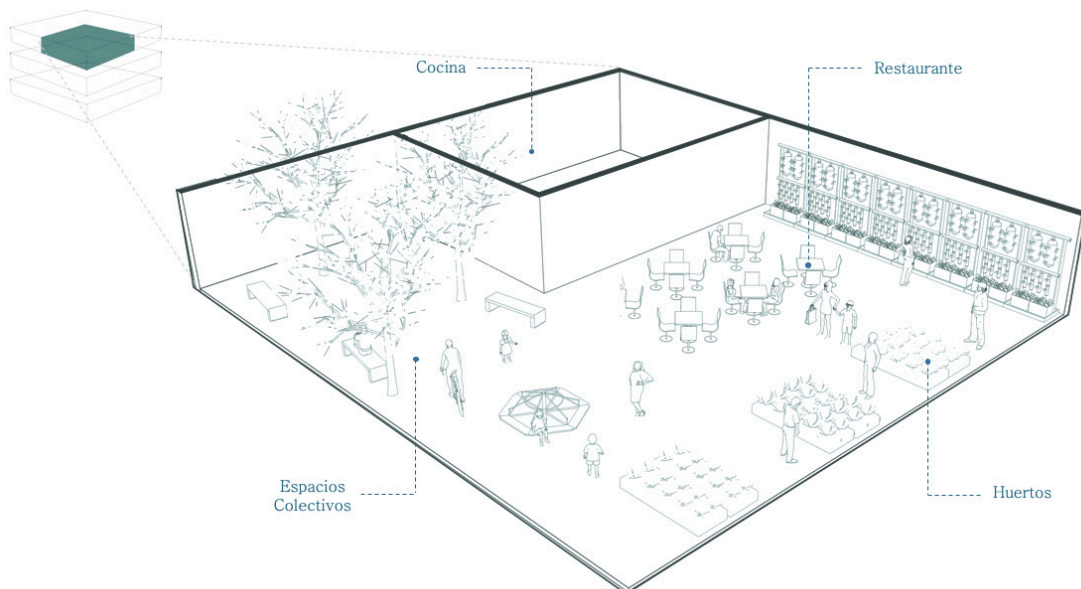 Cocina
Restaurante
Espacios
Colectivos
Huertos